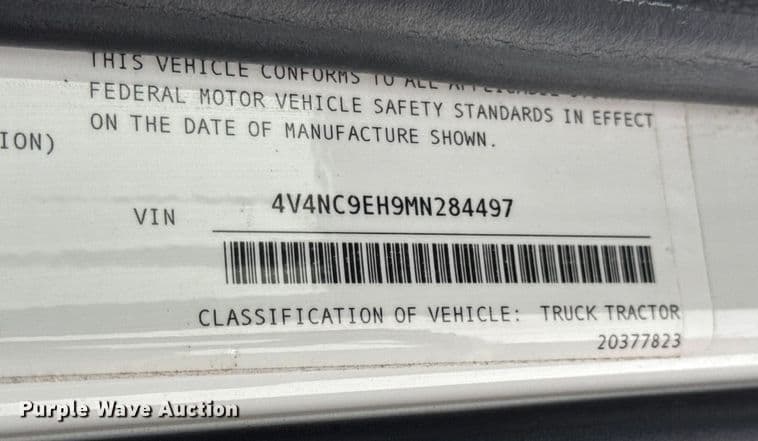 THIS VEHICLE CONFORMS TO ALL APPLICABLE
FEDERAL MOTOR VEHICLE SAFETY STANDARDS IN EFFECT
ON THE DATE OF MANUFACTURE SHOWN.
ION)
VIN 4V4NC9EH9MN284497
CLASSIFICATION OF VEHICLE: TRUCK TRACTOR
20377823
Purple Wave Auction